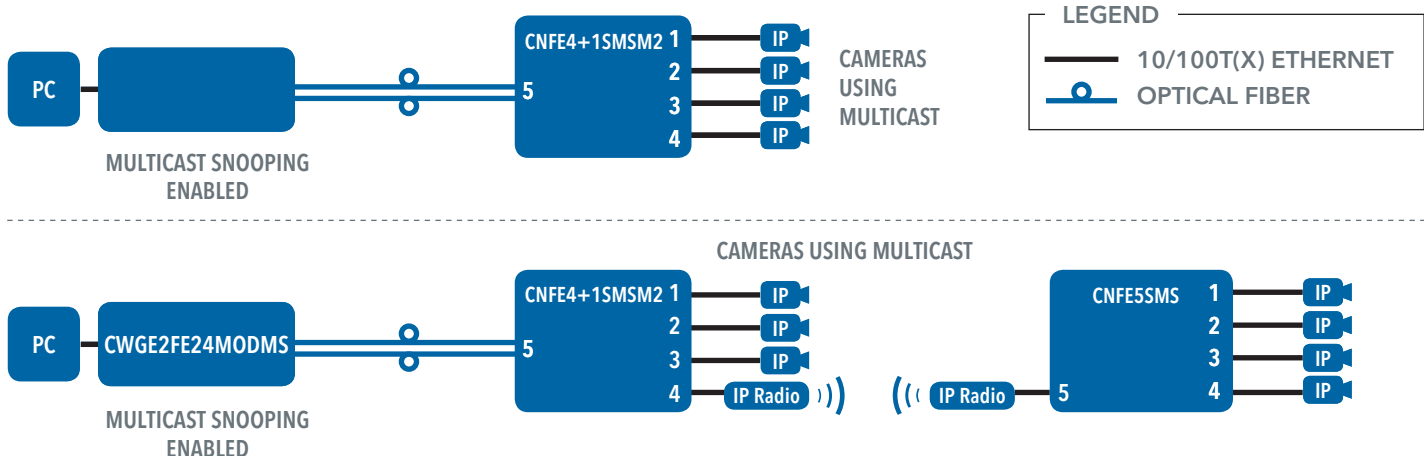 LEGEND
10/100T(X) ETHERNET
OPTICAL FIBER
PC
MULTICAST SNOOPING
ENABLED
CNFE4+1SMSM2 1
2
3
4
5
IP
IP
IP
IP
CAMERAS
USING
MULTICAST
CAMERAS USING MULTICAST
PC
CWGE2FE24MODMS
MULTICAST SNOOPING
ENABLED
CNFE4+1SMSM2 1
2
3
4
5
IP
IP
IP
IP Radio
IP Radio
5
CNFE5SMS 1
2
3
4
IP
IP
IP
IP